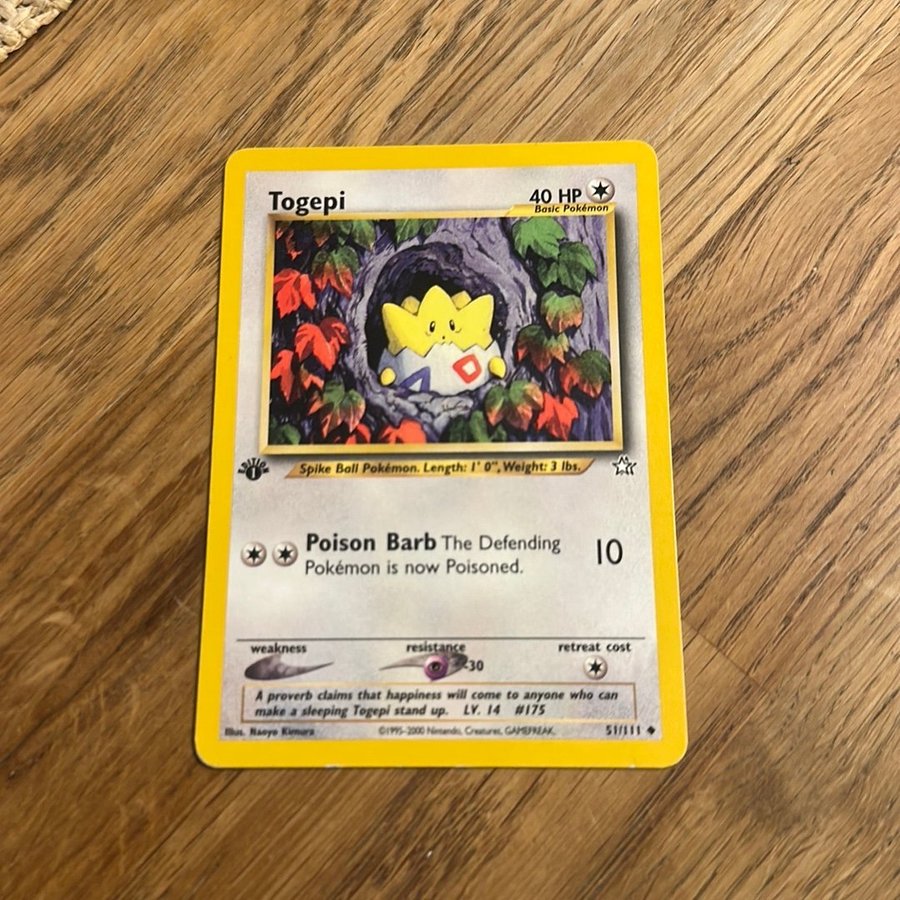 Togepi
40 HP
Basic Pokémon
EDITION
1
Spike Ball Pokémon. Length: 1' 0", Weight: 3 lbs.
Poison Barb The Defending
Pokémon is now Poisoned.
10
weakness
resistance
retreat cost
-30
A proverb claims that happiness will come to anyone who can
make a sleeping Togepi stand up. LV. 14 #175
Illus. Naoyo Kimura
©1995-2000 Nintendo, Creatures, GAMEFREAK.
51/111